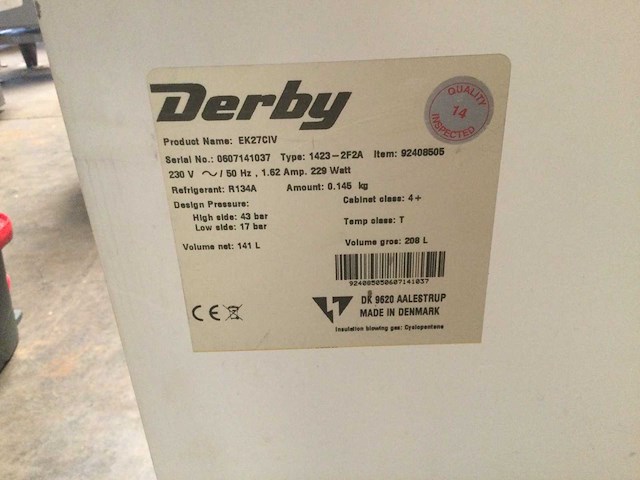 Derby
QUALITY
14
INSPECTED
Product Name: EK27CIV
Serial No.: 0607141037 Type: 1423-2F2A Item: 92408505
230 V ~/ 50 Hz , 1.62 Amp. 229 Watt
Refrigerant: R134A Amount: 0.145 kg
Design Pressure: Cabinet class: 4+
High side: 43 bar
Low side: 17 bar Temp class: T
Volume net: 141 L Volume gros: 208 L
924085050607141037
CE
DK 9620 AALESTRUP
MADE IN DENMARK
Insulation blowing gas: Cyclopentane